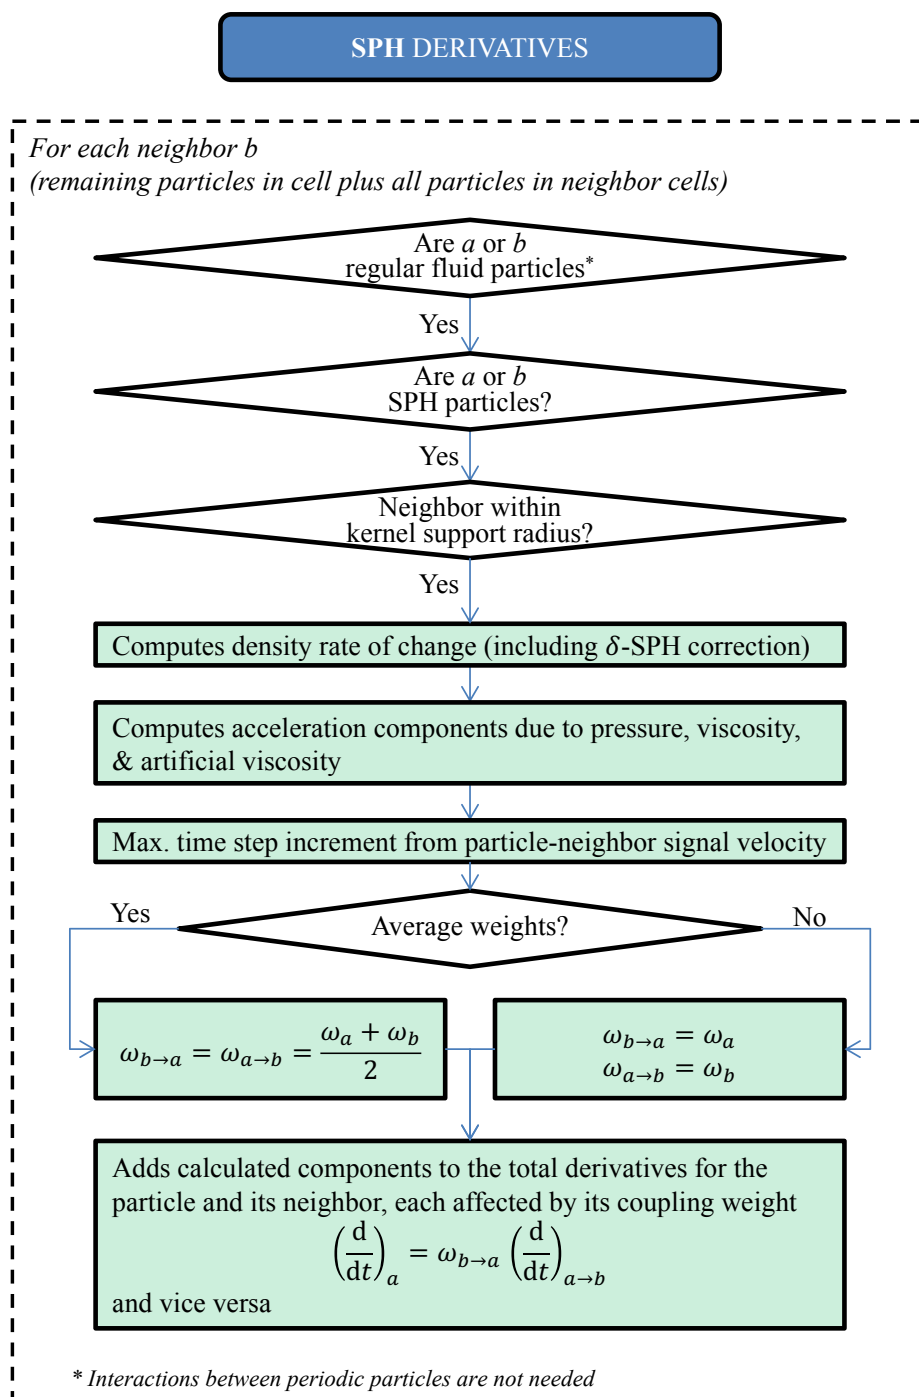 SPH DERIVATIVES
For each neighbor b
(remaining particles in cell plus all particles in neighbor cells)
Are a or b
regular fluid particles*
Yes
Are a or b
SPH particles?
Yes
Neighbor within
kernel support radius?
Yes
Computes density rate of change (including δ-SPH correction)
Computes acceleration components due to pressure, viscosity,
& artificial viscosity
Max. time step increment from particle-neighbor signal velocity
Yes
Average weights?
No
ω_{b→a} = ω_{a→b} = (ω_a + ω_b)/2
ω_{b→a} = ω_a
ω_{a→b} = ω_b
Adds calculated components to the total derivatives for the
particle and its neighbor, each affected by its coupling weight
(d/dt)_a = ω_{b→a} (d/dt)_{a→b}
and vice versa
* Interactions between periodic particles are not needed